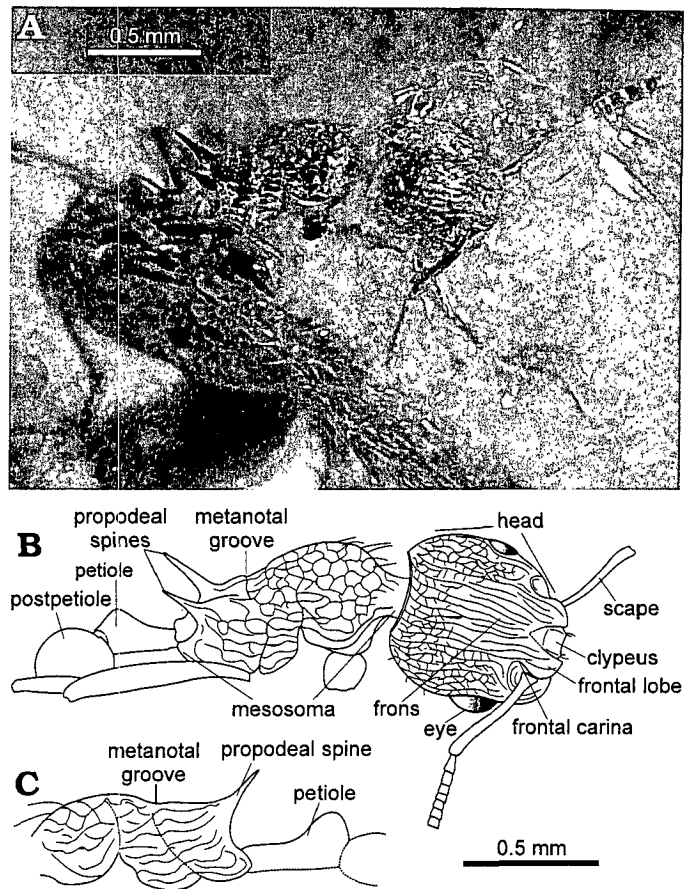 A
0.5 mm
B
propodeal
spines
metanotal
groove
head
petiole
postpetiole
scape
clypeus
frontal lobe
mesosoma
frons
eye
frontal carina
C
metanotal
groove
propodeal spine
petiole
0.5 mm